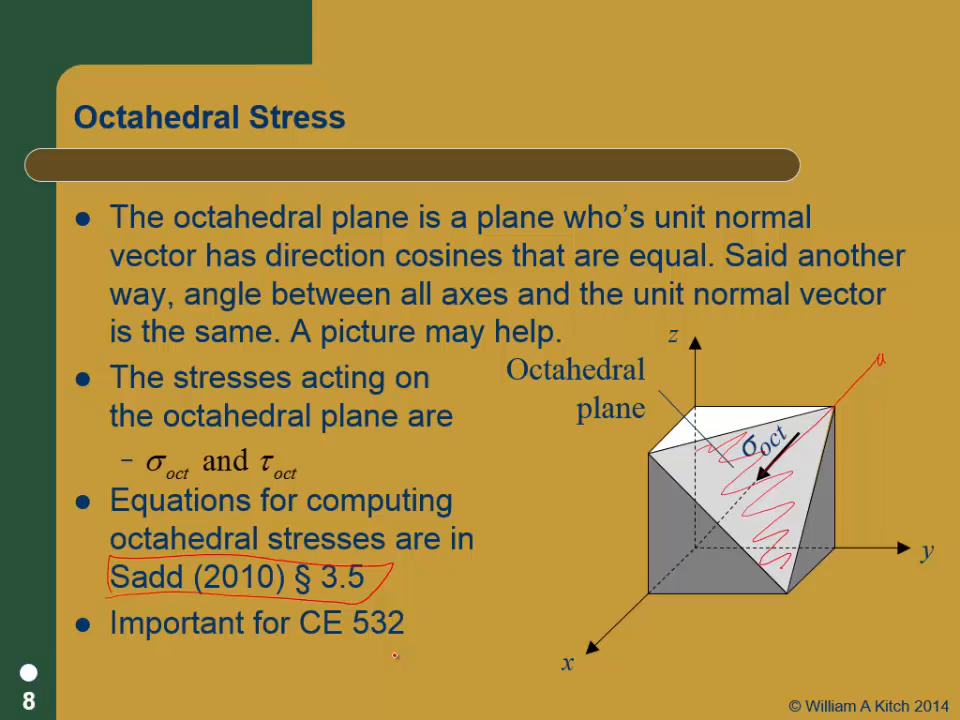 Octahedral Stress
The octahedral plane is a plane who's unit normal
vector has direction cosines that are equal. Said another
way, angle between all axes and the unit normal vector
is the same. A picture may help.
The stresses acting on
the octahedral plane are
– σoct and τoct
Equations for computing
octahedral stresses are in
Sadd (2010) § 3.5
Important for CE 532
z
Octahedral
plane
σoct
y
x
8
© William A Kitch 2014